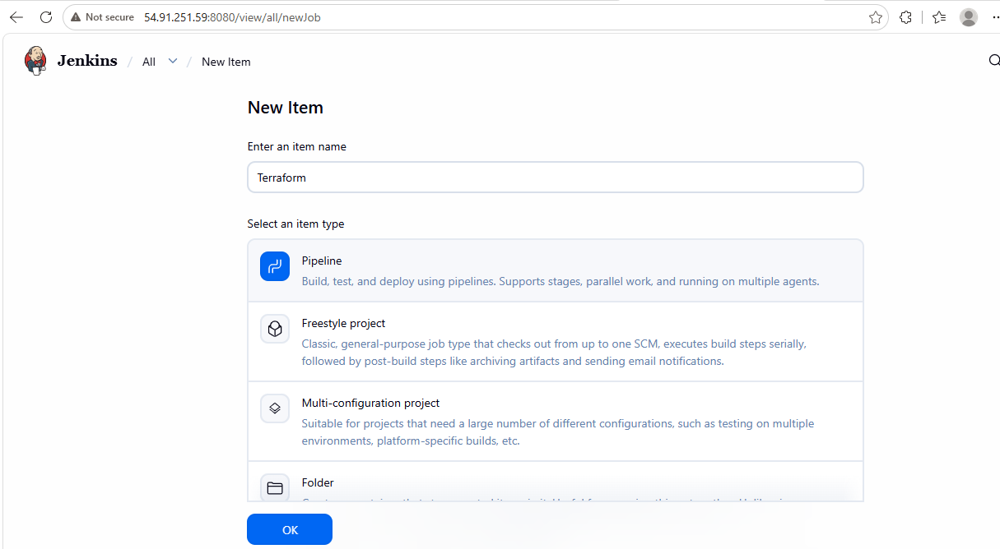 Not secure 54.91.251.59:8080/view/all/newJob
Jenkins / All / New Item
New Item
Enter an item name
Terraform
Select an item type
Pipeline
Build, test, and deploy using pipelines. Supports stages, parallel work, and running on multiple agents.
Freestyle project
Classic, general-purpose job type that checks out from up to one SCM, executes build steps serially,
followed by post-build steps like archiving artifacts and sending email notifications.
Multi-configuration project
Suitable for projects that need a large number of different configurations, such as testing on multiple
environments, platform-specific builds, etc.
Folder
OK